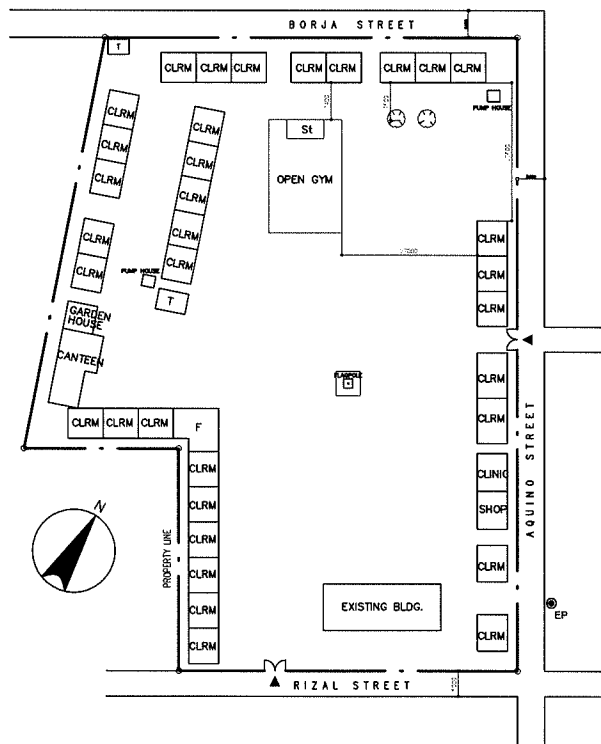 BORJA STREET
T
CLRM CLRM CLRM
CLRM CLRM
CLRM CLRM CLRM
PUMP HOUSE
St
OPEN GYM
CLRM
CLRM
CLRM
CLRM
CLRM
CLRM
CLRM
CLRM
CLRM
CLRM
PUMP HOUSE
T
GARDEN
HOUSE
CANTEEN
CLRM
CLRM
CLRM
FLAGPOLE
CLRM
CLRM
CLINIC
SHOP
CLRM
CLRM
AQUINO STREET
EP
CLRM CLRM CLRM F
CLRM
CLRM
CLRM
CLRM
CLRM
CLRM
N
PROPERTY LINE
EXISTING BLDG.
RIZAL STREET